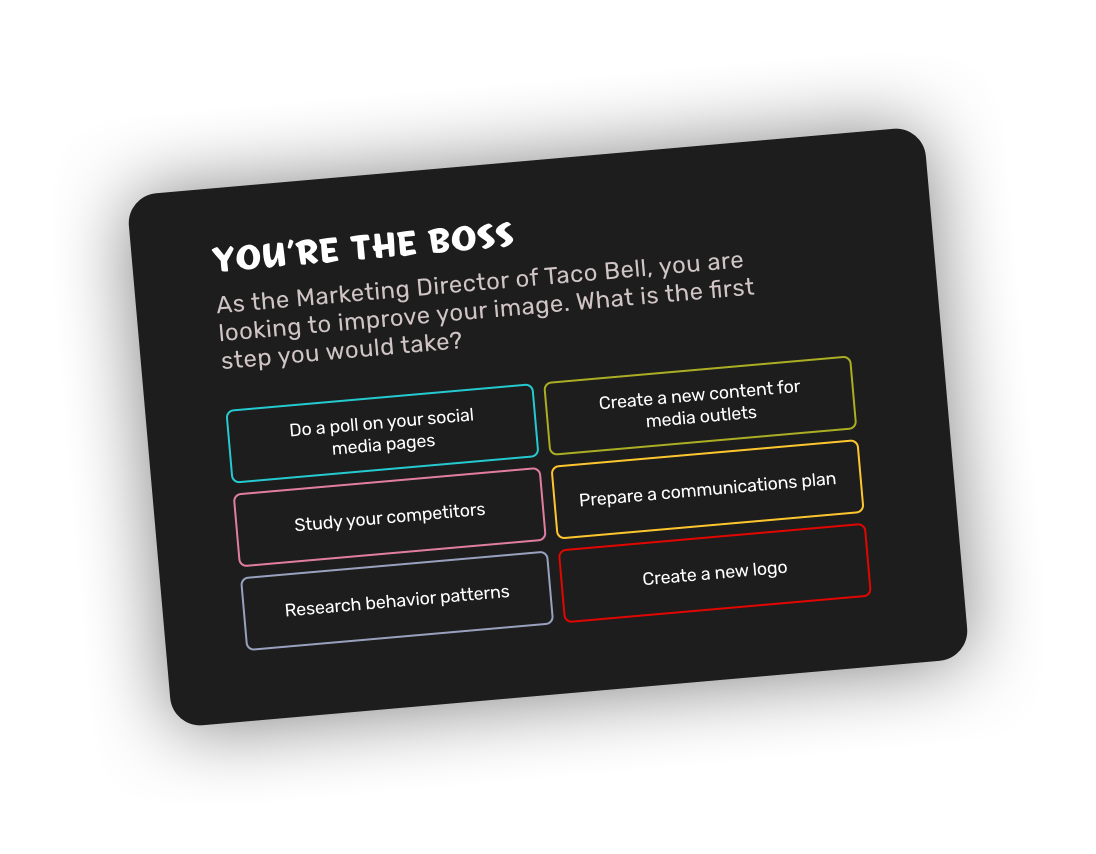 YOU'RE THE BOSS
As the Marketing Director of Taco Bell, you are
looking to improve your image. What is the first
step you would take?
Do a poll on your social
media pages
Create a new content for
media outlets
Study your competitors
Prepare a communications plan
Research behavior patterns
Create a new logo